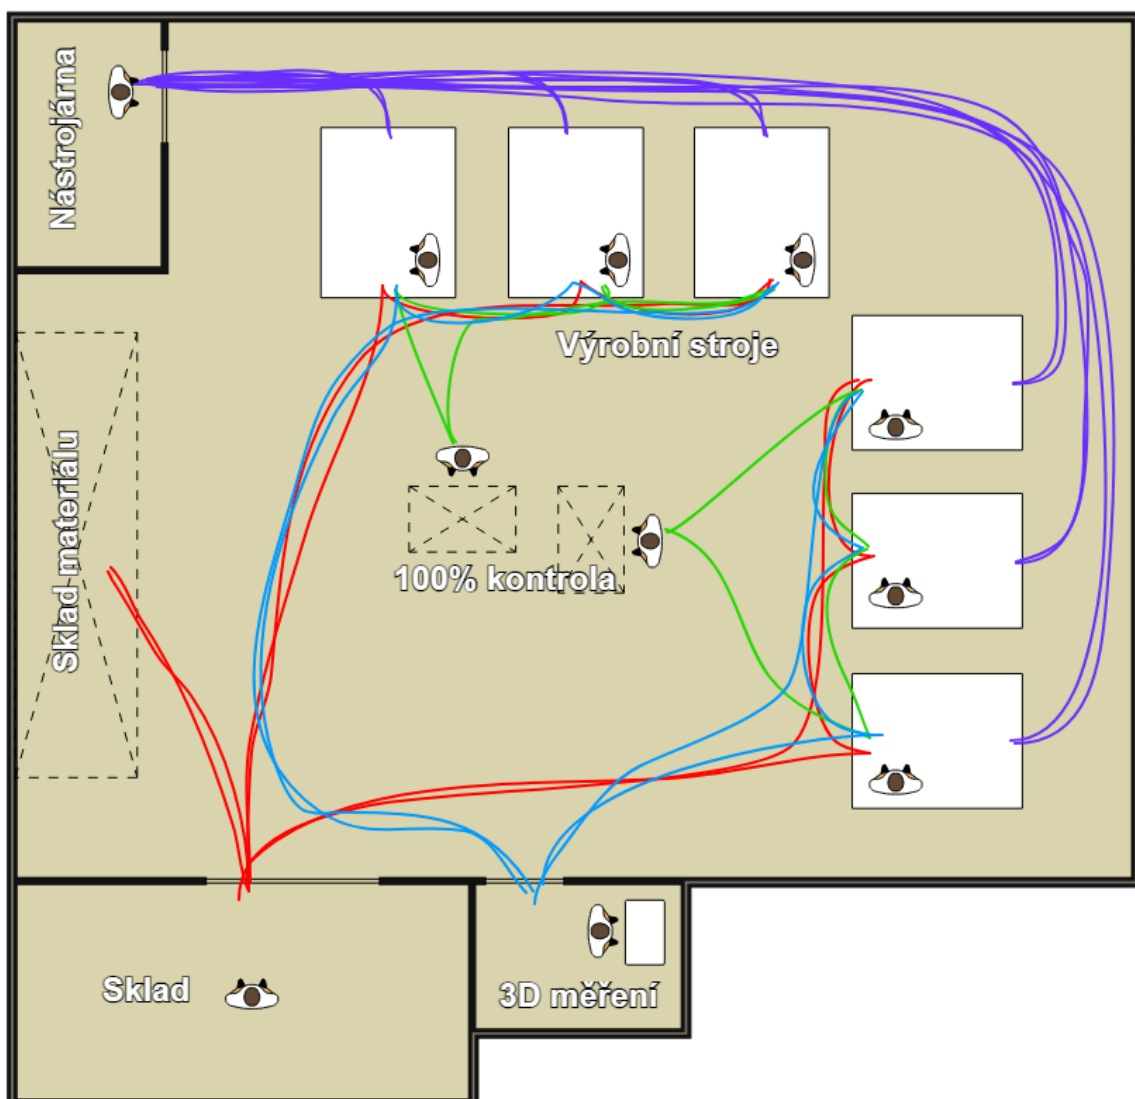 Nástrojárna
Výrobní stroje
Sklad materiálu
100% kontrola
Sklad
3D měření